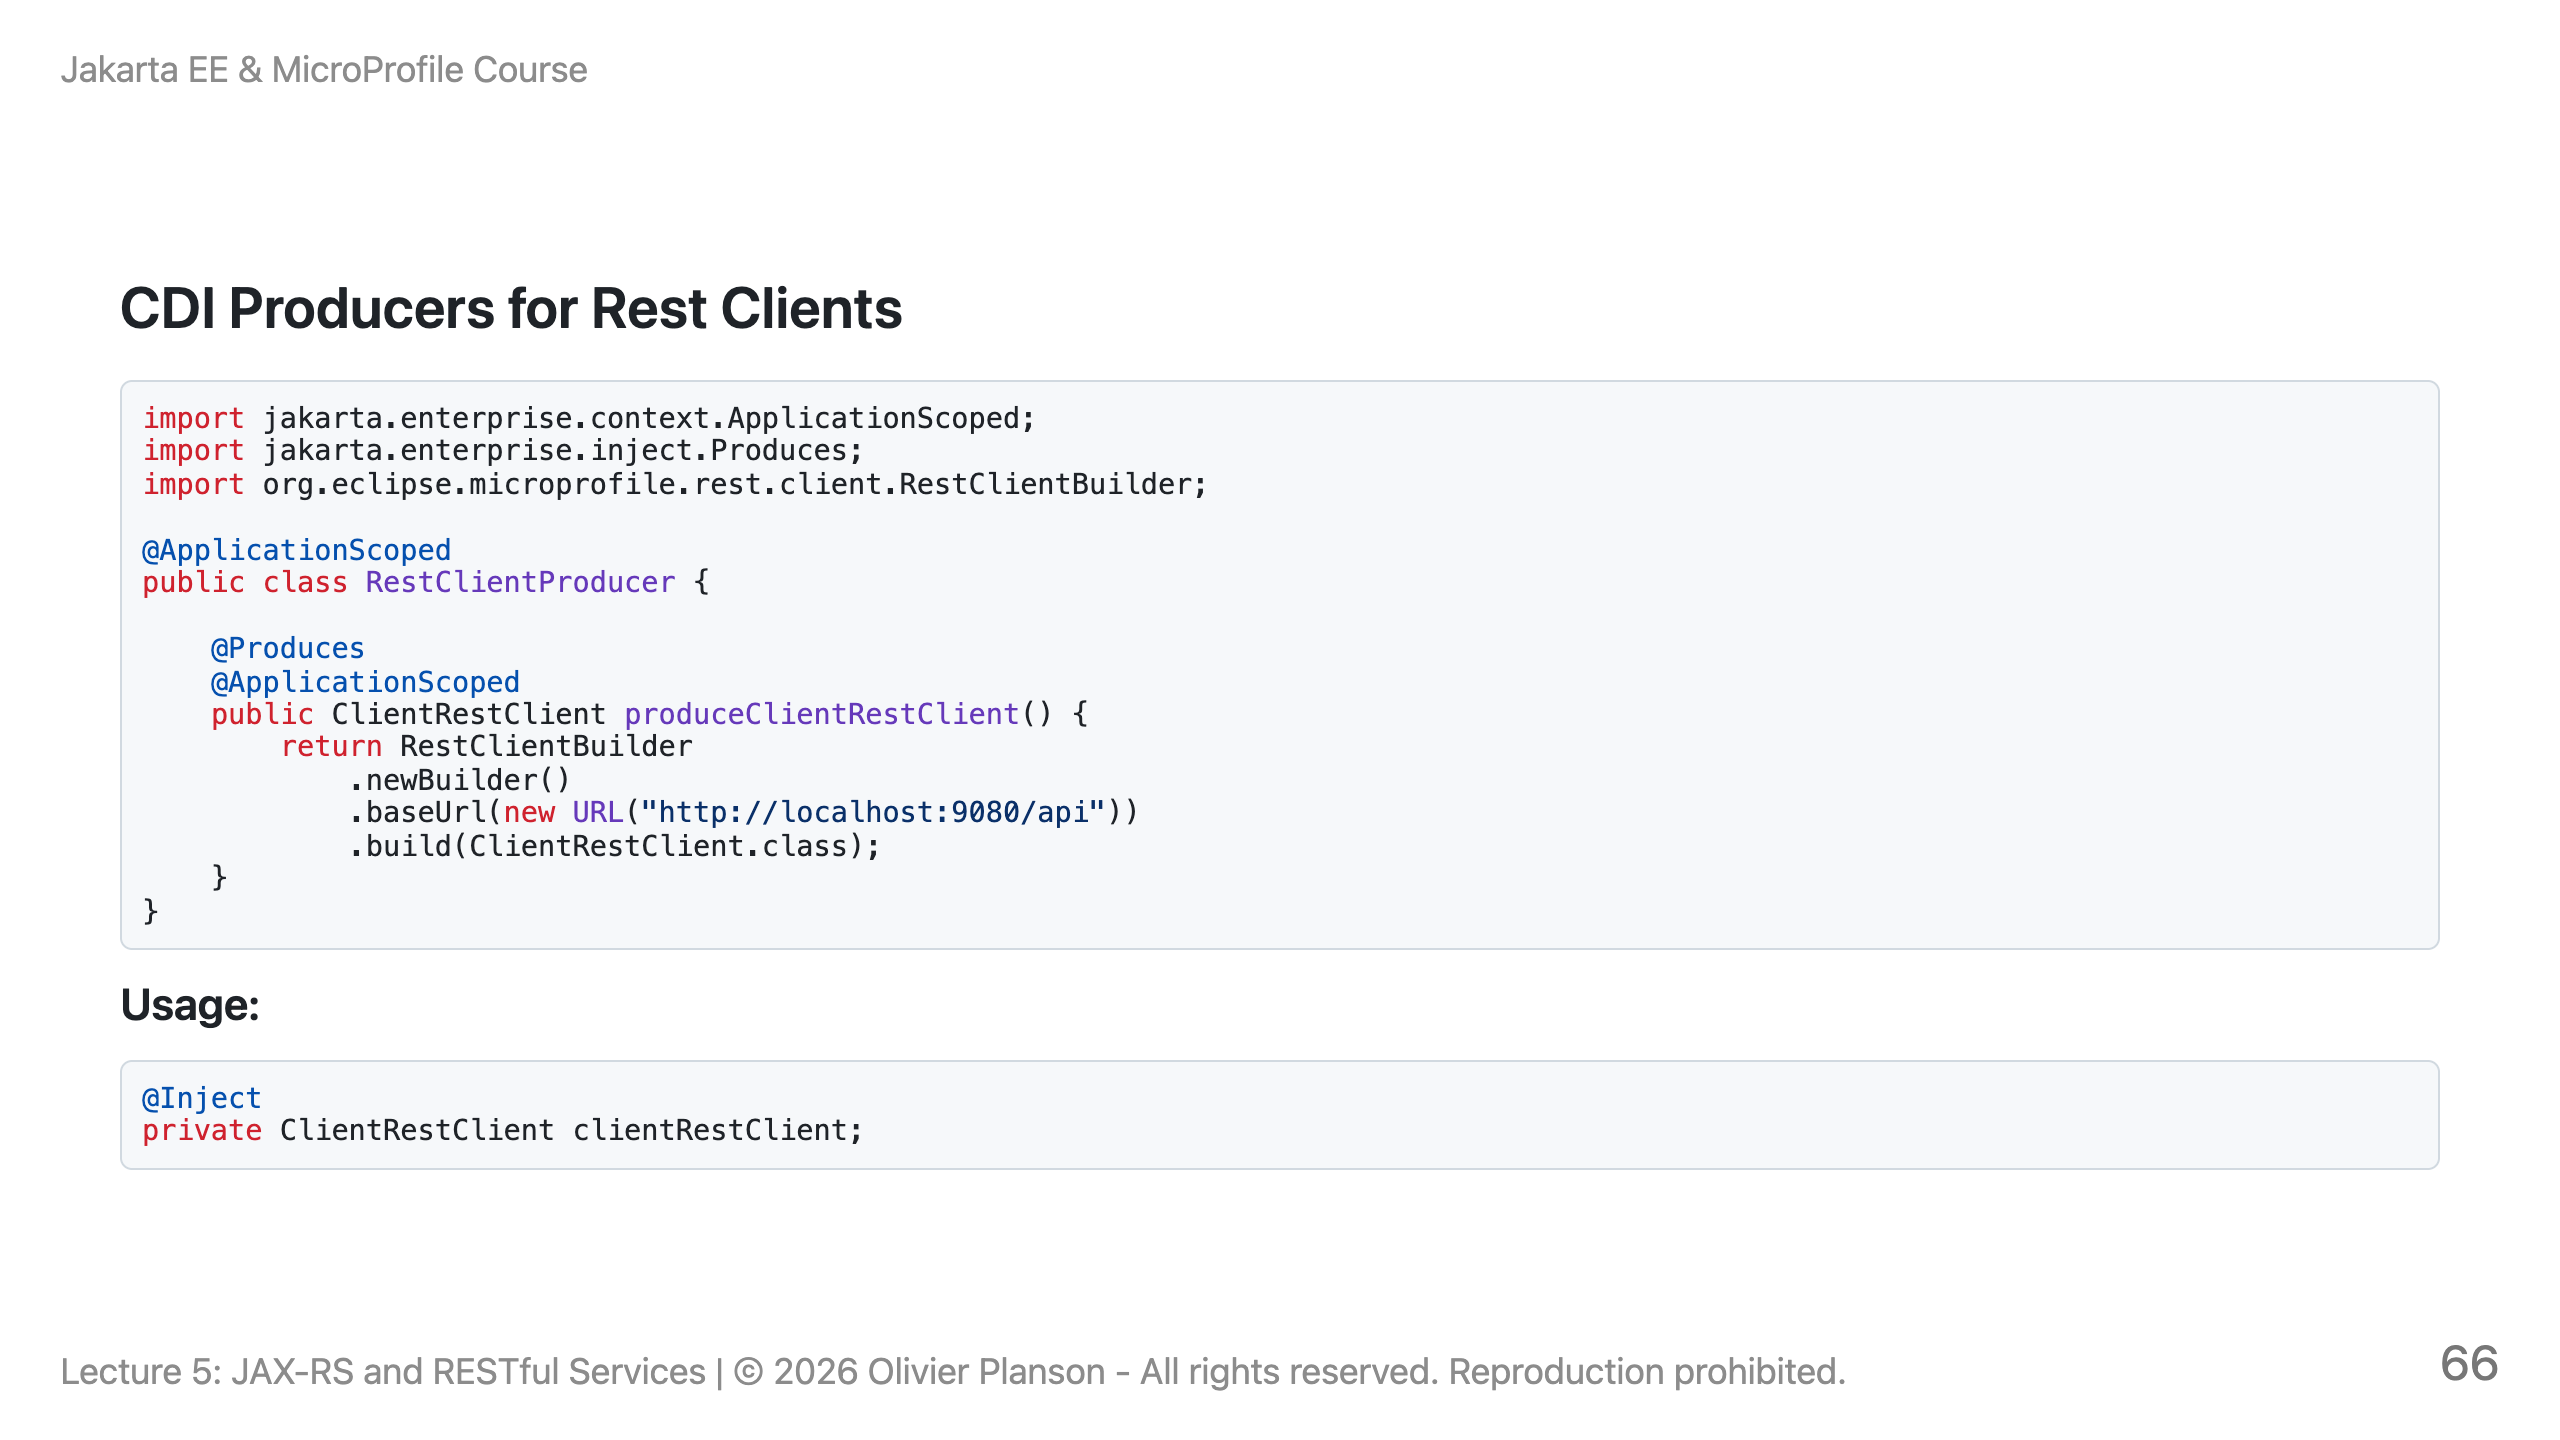 Jakarta EE & MicroProfile Course
CDI Producers for Rest Clients
import jakarta.enterprise.context.ApplicationScoped;
import jakarta.enterprise.inject.Produces;
import org.eclipse.microprofile.rest.client.RestClientBuilder;
@ApplicationScoped
public class RestClientProducer {
    @Produces
    @ApplicationScoped
    public ClientRestClient produceClientRestClient() {
        return RestClientBuilder
            .newBuilder()
            .baseUrl(new URL("http://localhost:9080/api"))
            .build(ClientRestClient.class);
    }
}
Usage:
@Inject
private ClientRestClient clientRestClient;
Lecture 5: JAX-RS and RESTful Services | © 2026 Olivier Planson - All rights reserved. Reproduction prohibited.
66